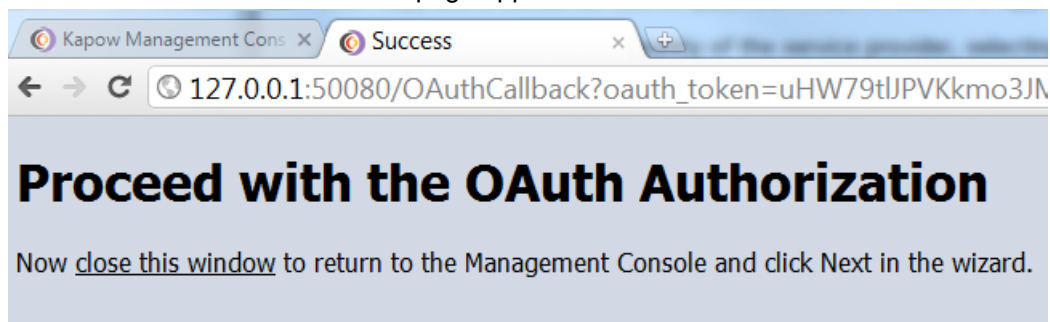 Kapow Management Cons
Success
127.0.0.1:50080/OAuthCallback?oauth_token=uHW79tlJPVKkmo3JM
Proceed with the OAuth Authorization
Now close this window to return to the Management Console and click Next in the wizard.